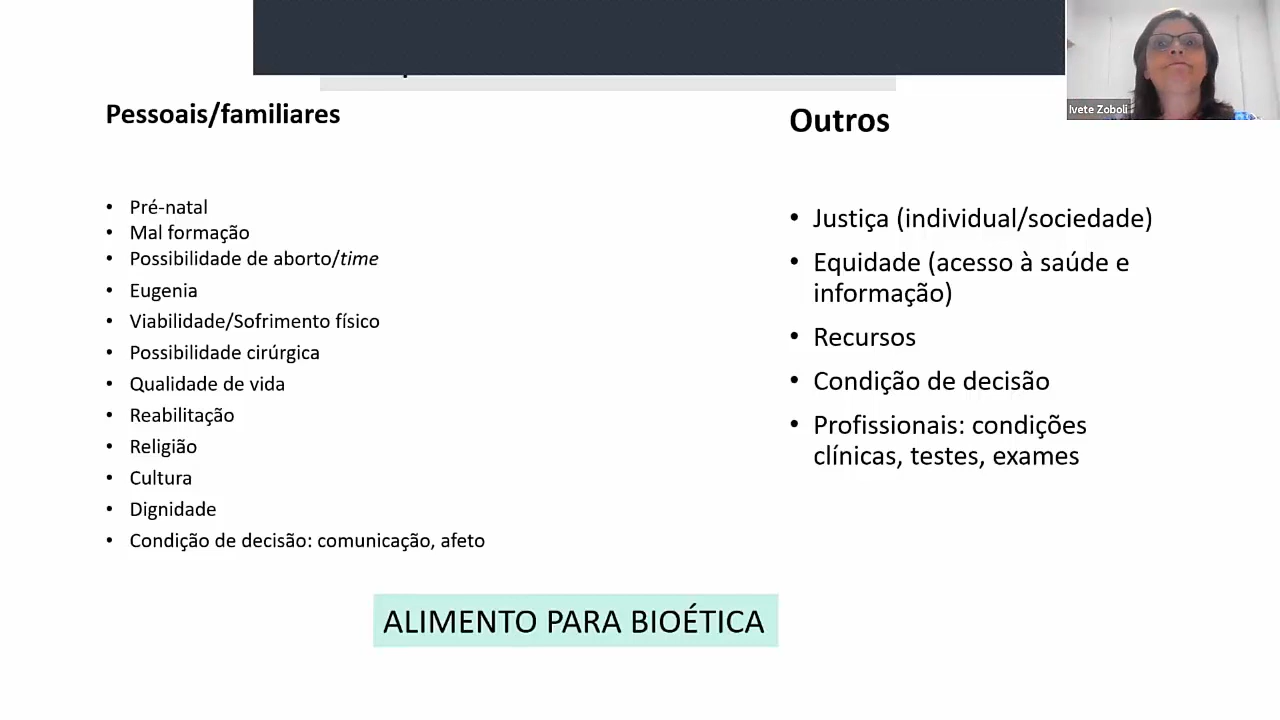 Pessoais/familiares
Pré-natal
Mal formação
Possibilidade de aborto/time
Eugenia
Viabilidade/Sofrimento físico
Possibilidade cirúrgica
Qualidade de vida
Reabilitação
Religião
Cultura
Dignidade
Condição de decisão: comunicação, afeto
Outros
Justiça (individual/sociedade)
Equidade (acesso à saúde e
informação)
Recursos
Condição de decisão
Profissionais: condições
clínicas, testes, exames
ALIMENTO PARA BIOÉTICA
Ivete Zoboli